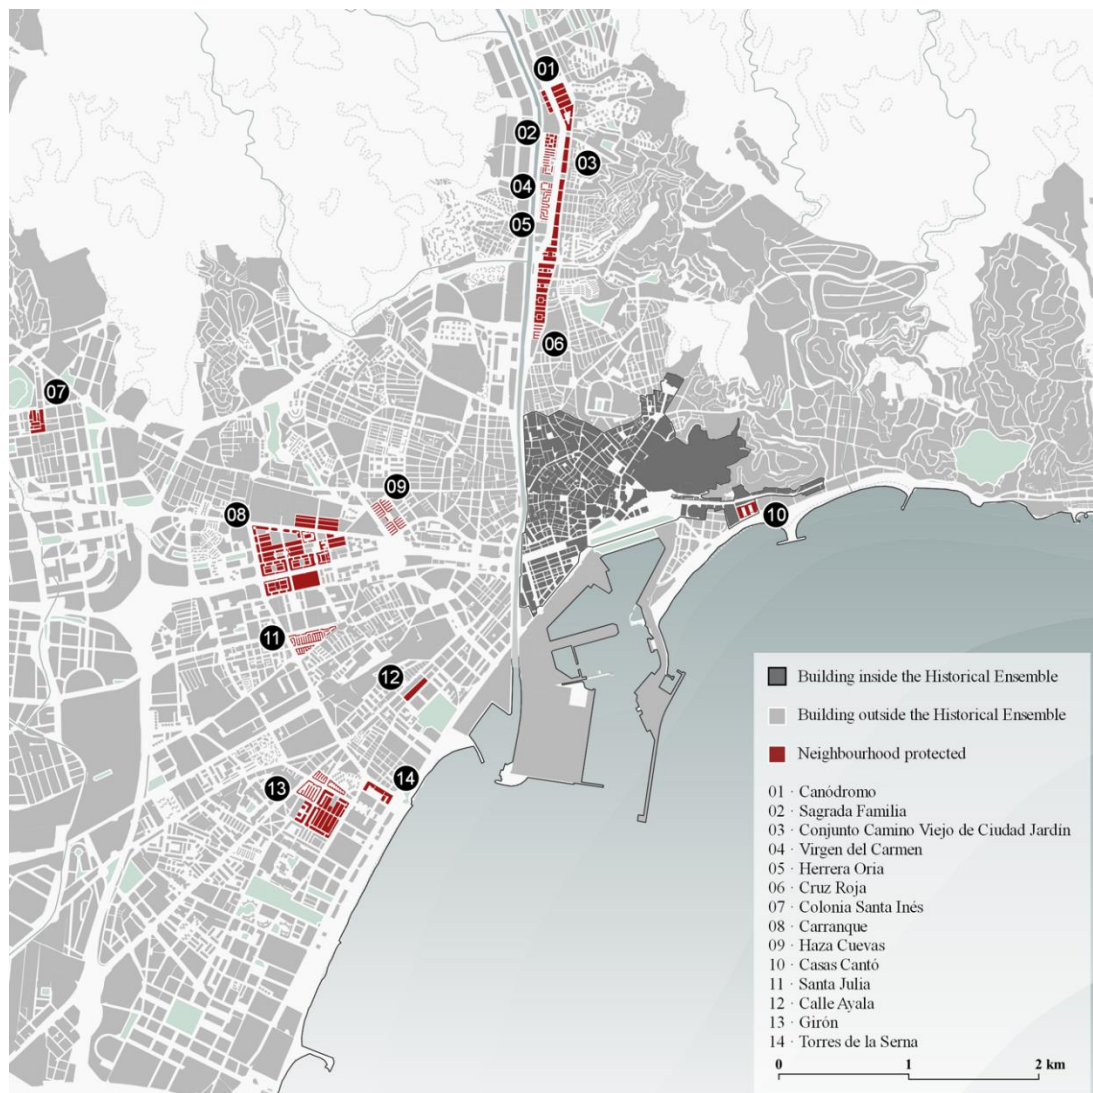 01
02
03
04
05
06
07
09
08
10
11
12
14
13
Building inside the Historical Ensemble
Building outside the Historical Ensemble
Neighbourhood protected
01 · Canódromo
02 · Sagrada Familia
03 · Conjunto Camino Viejo de Ciudad Jardín
04 · Virgen del Carmen
05 · Herrera Oria
06 · Cruz Roja
07 · Colonia Santa Inés
08 · Carranque
09 · Haza Cuevas
10 · Casas Cantó
11 · Santa Julia
12 · Calle Ayala
13 · Girón
14 · Torres de la Serna
0 1 2 km